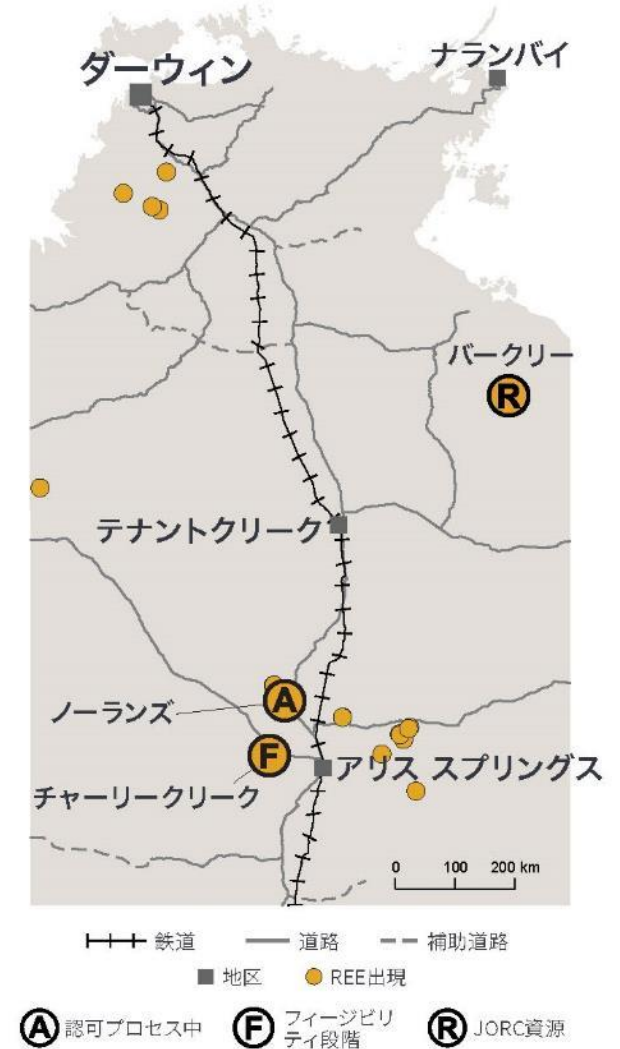 ダーウィン
ナランバイ
バークリー
R
テナントクリーク
ノーランズ
A
F
アリス スプリングス
チャーリークリーク
0 100 200 km
鉄道 道路 補助道路
地区 REE出現
A 認可プロセス中 F フィージビリ
ティ段階 R JORC資源